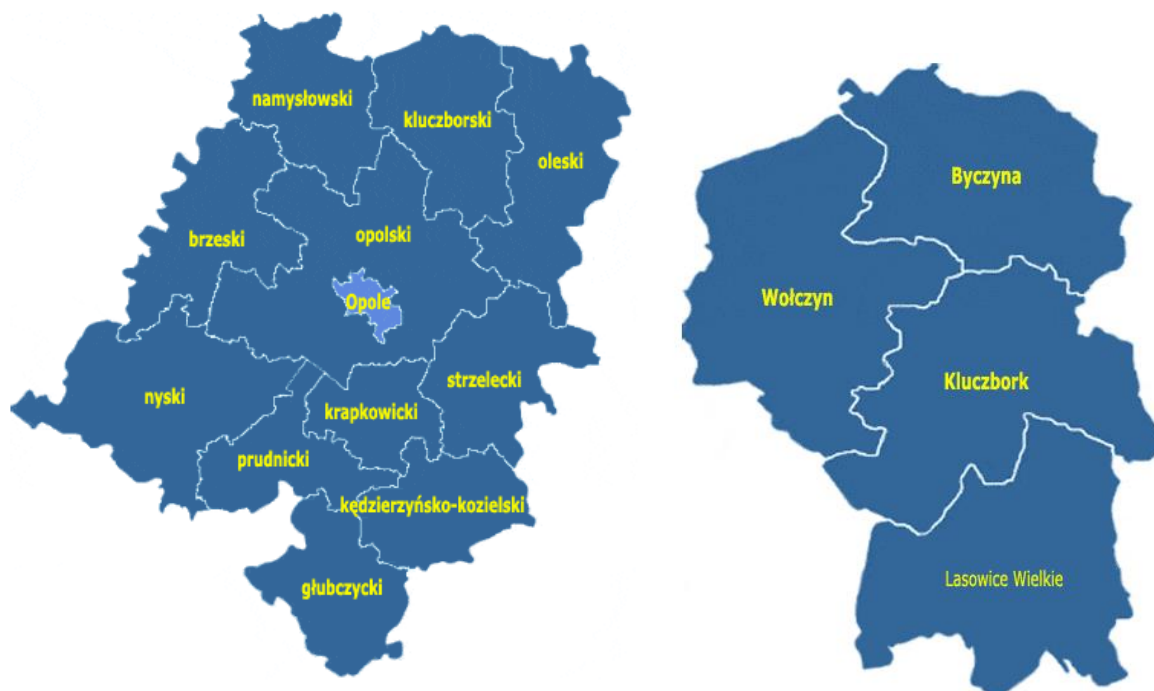 namysłowski
kluczborski
oleski
brzeski
opolski
Opole
nyski
strzelecki
krapkowicki
prudnicki
kędzierzyńsko-kozielski
głubczycki
Byczyna
Wołczyn
Kluczbork
Lasowice Wielkie